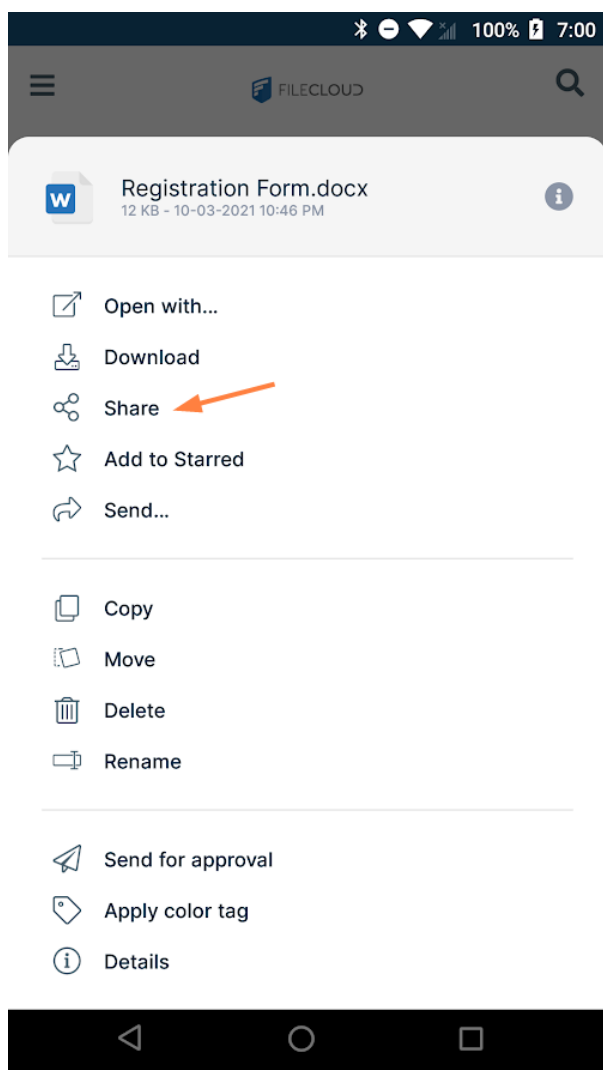 100% 7:00
FILECLOUD
W
Registration Form.docx
12 KB - 10-03-2021 10:46 PM
i
Open with...
Download
Share
Add to Starred
Send...
Copy
Move
Delete
Rename
Send for approval
Apply color tag
i Details